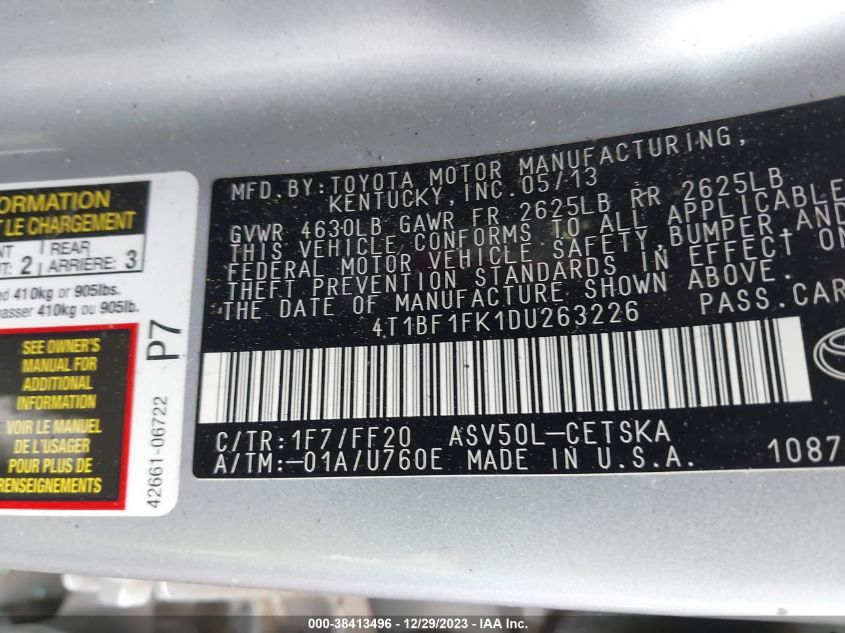 ORMATION
T LE CHARGEMENT
NT : 2 | REAR ARRIÈRE: 3
ed 410kg or 905lbs.
passer 410kg ou 905lb.
SEE OWNER'S
MANUAL FOR
ADDITIONAL
INFORMATION
VOIR LE MANUEL
DE L'USAGER
POUR PLUS DE
RENSEIGNEMENTS
42661-06722
P7
MFD.BY:TOYOTA MOTOR MANUFACTURING,
KENTUCKY,INC.05/13
GVWR 4630LB GAWR FR 2625LB RR 2625LB
THIS VEHICLE CONFORMS TO ALL APPLICABLE
FEDERAL MOTOR VEHICLE SAFETY,BUMPER,AND
THEFT PREVENTION STANDARDS IN EFFECT ON
THE DATE OF MANUFACTURE SHOWN ABOVE.
4T1BF1FK1DU263226 PASS.CAR
C/TR:1F7/FF20 ASV50L-CETSKA
A/TM:-01A/U760E MADE IN U.S.A. 1087
000-38413496 - 12/29/2023 - IAA Inc.